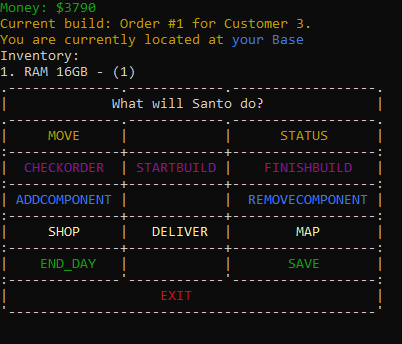 Money: $3790
Current build: Order #1 for Customer 3.
You are currently located at your Base
Inventory:
1. RAM 16GB - (1)
What will Santo do?
MOVE STATUS
CHECKORDER STARTBUILD FINISHBUILD
ADDCOMPONENT REMOVECOMPONENT
SHOP DELIVER MAP
END_DAY SAVE
EXIT